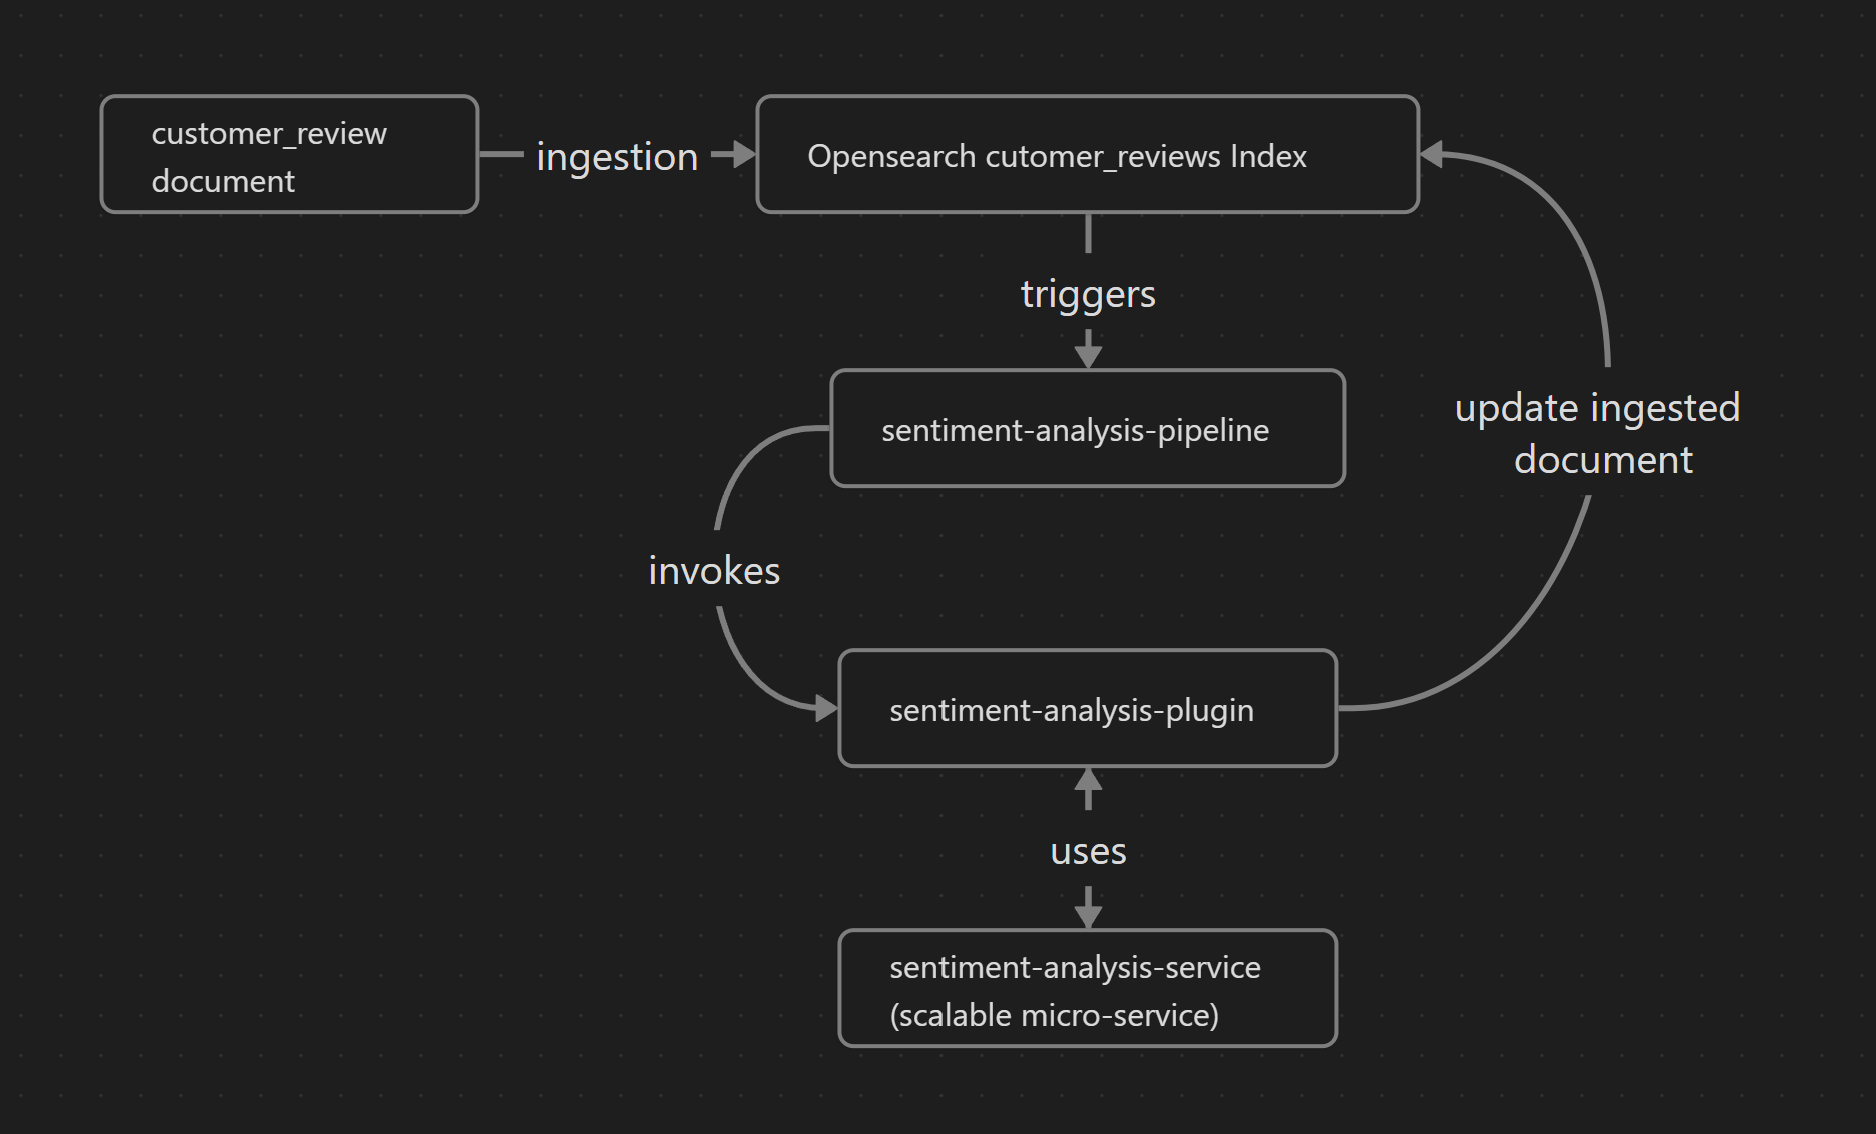 customer_review
document
ingestion
Opensearch cutomer_reviews Index
triggers
sentiment-analysis-pipeline
update ingested
document
invokes
sentiment-analysis-plugin
uses
sentiment-analysis-service
(scalable micro-service)